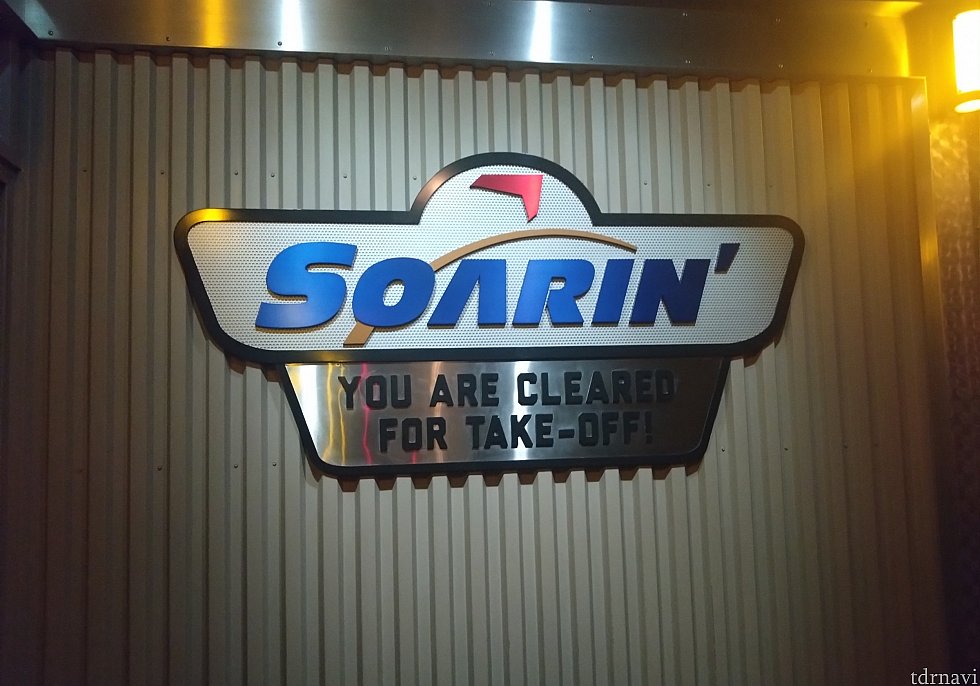 SOARIN'
YOU ARE CLEARED
FOR TAKE-OFF!
tdrnavi